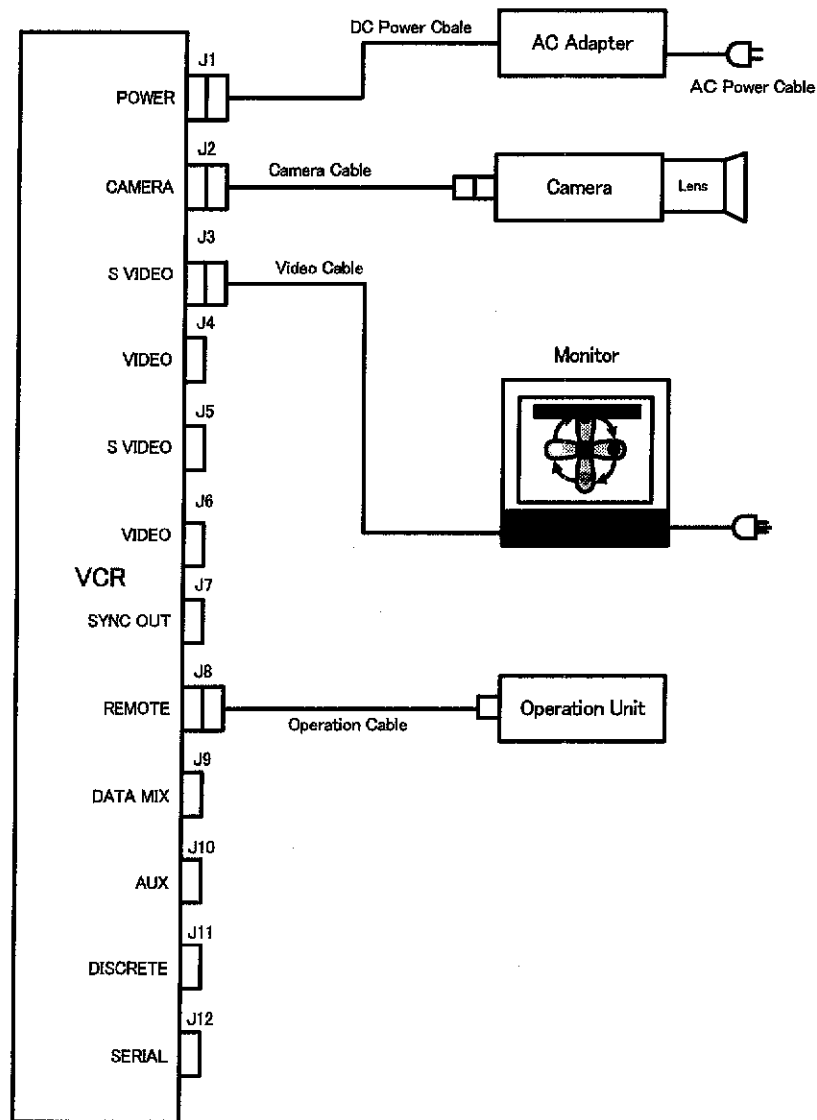 DC Power Cbale
AC Adapter
AC Power Cable
J1
POWER
J2
CAMERA
Camera Cable
Camera
Lens
J3
S VIDEO
Video Cable
J4
VIDEO
Monitor
J5
S VIDEO
J6
VIDEO
VCR
J7
SYNC OUT
J8
REMOTE
Operation Cable
Operation Unit
J9
DATA MIX
J10
AUX
J11
DISCRETE
J12
SERIAL